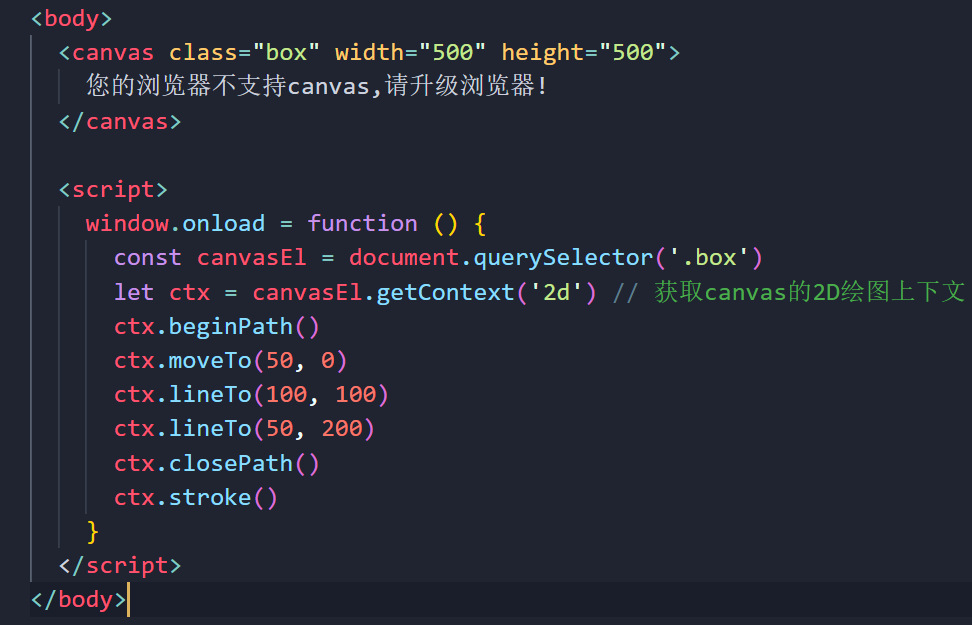 <body>
<canvas class="box" width="500" height="500">
您的浏览器不支持canvas,请升级浏览器!
</canvas>
<script>
window.onload = function () {
const canvasEl = document.querySelector('.box')
let ctx = canvasEl.getContext('2d') // 获取canvas的2D绘图上下文
ctx.beginPath()
ctx.moveTo(50, 0)
ctx.lineTo(100, 100)
ctx.lineTo(50, 200)
ctx.closePath()
ctx.stroke()
}
</script>
</body>